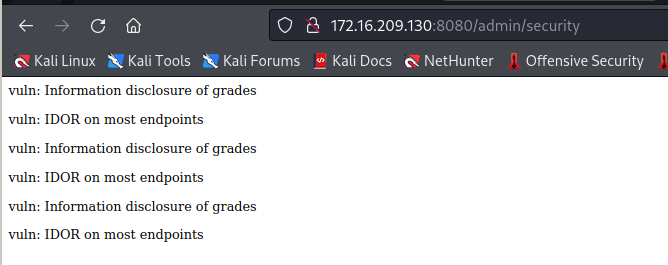 172.16.209.130:8080/admin/security
Kali Linux Kali Tools Kali Forums Kali Docs NetHunter Offensive Security
vuln: Information disclosure of grades
vuln: IDOR on most endpoints
vuln: Information disclosure of grades
vuln: IDOR on most endpoints
vuln: Information disclosure of grades
vuln: IDOR on most endpoints